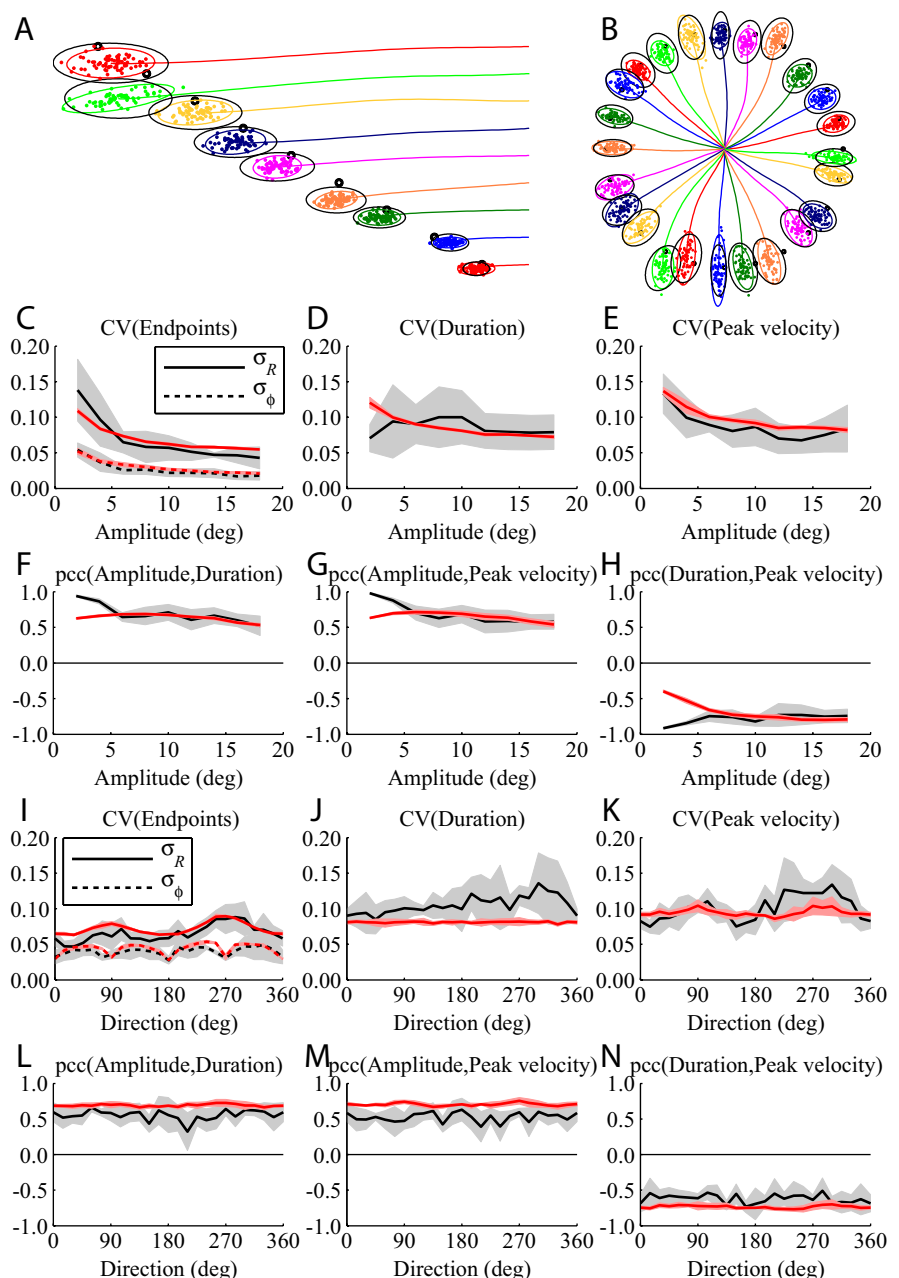 A
B
C
CV(Endpoints)
0.20
0.15
0.10
0.05
0.00
σR
σϕ
0
5
10
15
20
Amplitude (deg)
D
CV(Duration)
0.20
0.15
0.10
0.05
0.00
0
5
10
15
20
Amplitude (deg)
E
CV(Peak velocity)
0.20
0.15
0.10
0.05
0.00
0
5
10
15
20
Amplitude (deg)
F
pcc(Amplitude,Duration)
1.0
0.5
0.0
-0.5
-1.0
0
5
10
15
20
Amplitude (deg)
G
pcc(Amplitude,Peak velocity)
1.0
0.5
0.0
-0.5
-1.0
0
5
10
15
20
Amplitude (deg)
H
pcc(Duration,Peak velocity)
1.0
0.5
0.0
-0.5
-1.0
0
5
10
15
20
Amplitude (deg)
I
CV(Endpoints)
0.20
0.15
0.10
0.05
0.00
σR
σϕ
0
90
180
270
360
Direction (deg)
J
CV(Duration)
0.20
0.15
0.10
0.05
0.00
0
90
180
270
360
Direction (deg)
K
CV(Peak velocity)
0.20
0.15
0.10
0.05
0.00
0
90
180
270
360
Direction (deg)
L
pcc(Amplitude,Duration)
1.0
0.5
0.0
-0.5
-1.0
0
90
180
270
360
Direction (deg)
M
pcc(Amplitude,Peak velocity)
1.0
0.5
0.0
-0.5
-1.0
0
90
180
270
360
Direction (deg)
N
pcc(Duration,Peak velocity)
1.0
0.5
0.0
-0.5
-1.0
0
90
180
270
360
Direction (deg)